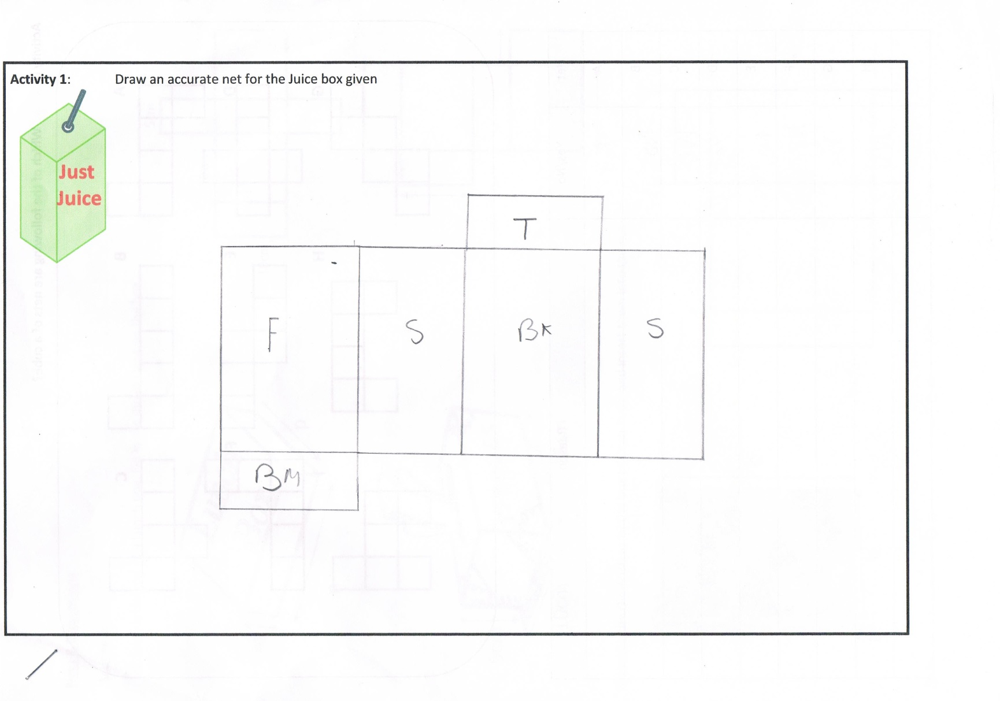 Activity 1: Draw an accurate net for the Juice box given
Just
Juice
T
F S BK S
BM